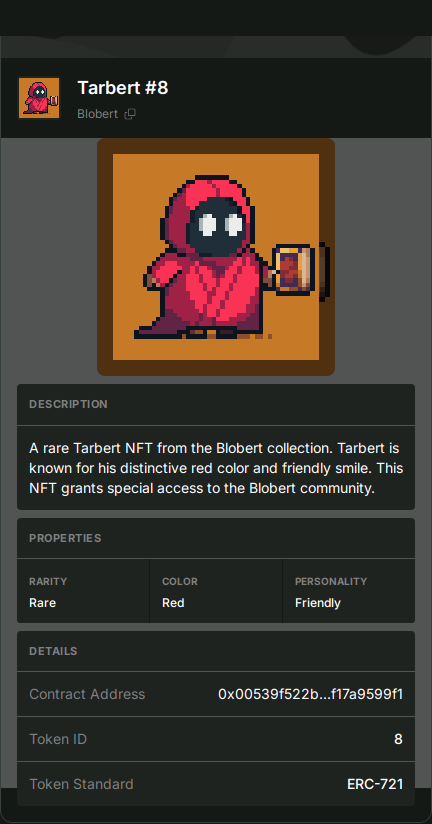 Tarbert #8
Blobert
DESCRIPTION
A rare Tarbert NFT from the Blobert collection. Tarbert is
known for his distinctive red color and friendly smile. This
NFT grants special access to the Blobert community.
PROPERTIES
RARITY
Rare
COLOR
Red
PERSONALITY
Friendly
DETAILS
Contract Address
0x00539f522b...f17a9599f1
Token ID
8
Token Standard
ERC-721